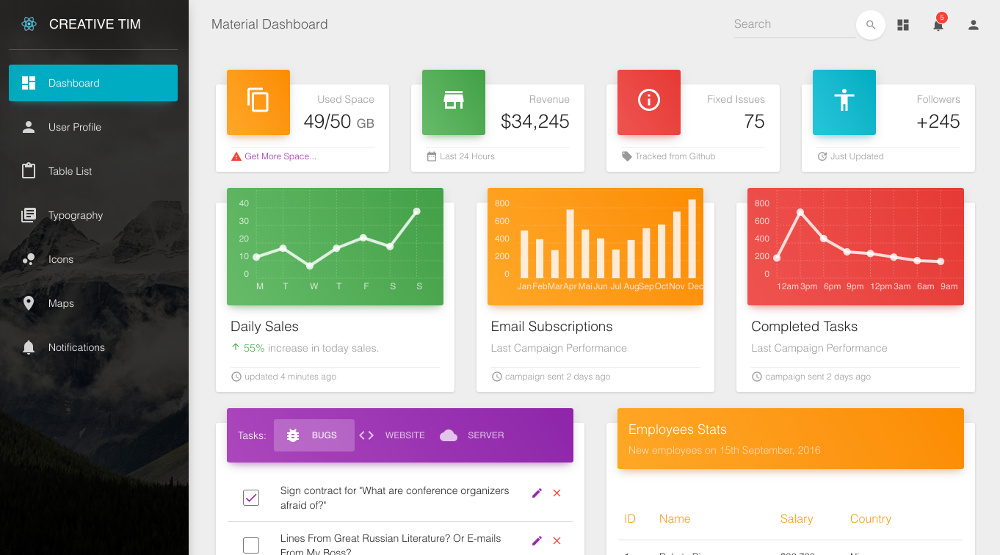 CREATIVE TIM
Dashboard
User Profile
Table List
Typography
Icons
Maps
Notifications
Material Dashboard
Search
5
Used Space
49/50 GB
Get More Space...
Revenue
$34,245
Last 24 Hours
Fixed Issues
75
Tracked from Github
Followers
+245
Just Updated
40
30
20
10
0
M T W T F S S
Daily Sales
55% increase in today sales.
updated 4 minutes ago
800
600
400
200
0
Jan Feb Mar Apr Mai Jun Jul Aug Sep Oct Nov Dec
Email Subscriptions
Last Campaign Performance
campaign sent 2 days ago
800
600
400
200
0
12am 3pm 6pm 9pm 12pm 3am 6am 9am
Completed Tasks
Last Campaign Performance
campaign sent 2 days ago
Tasks: BUGS WEBSITE SERVER
Sign contract for "What are conference organizers
afraid of?"
Lines From Great Russian Literature? Or E-mails
From My Boss?
Employees Stats
New employees on 15th September, 2016
ID Name Salary Country